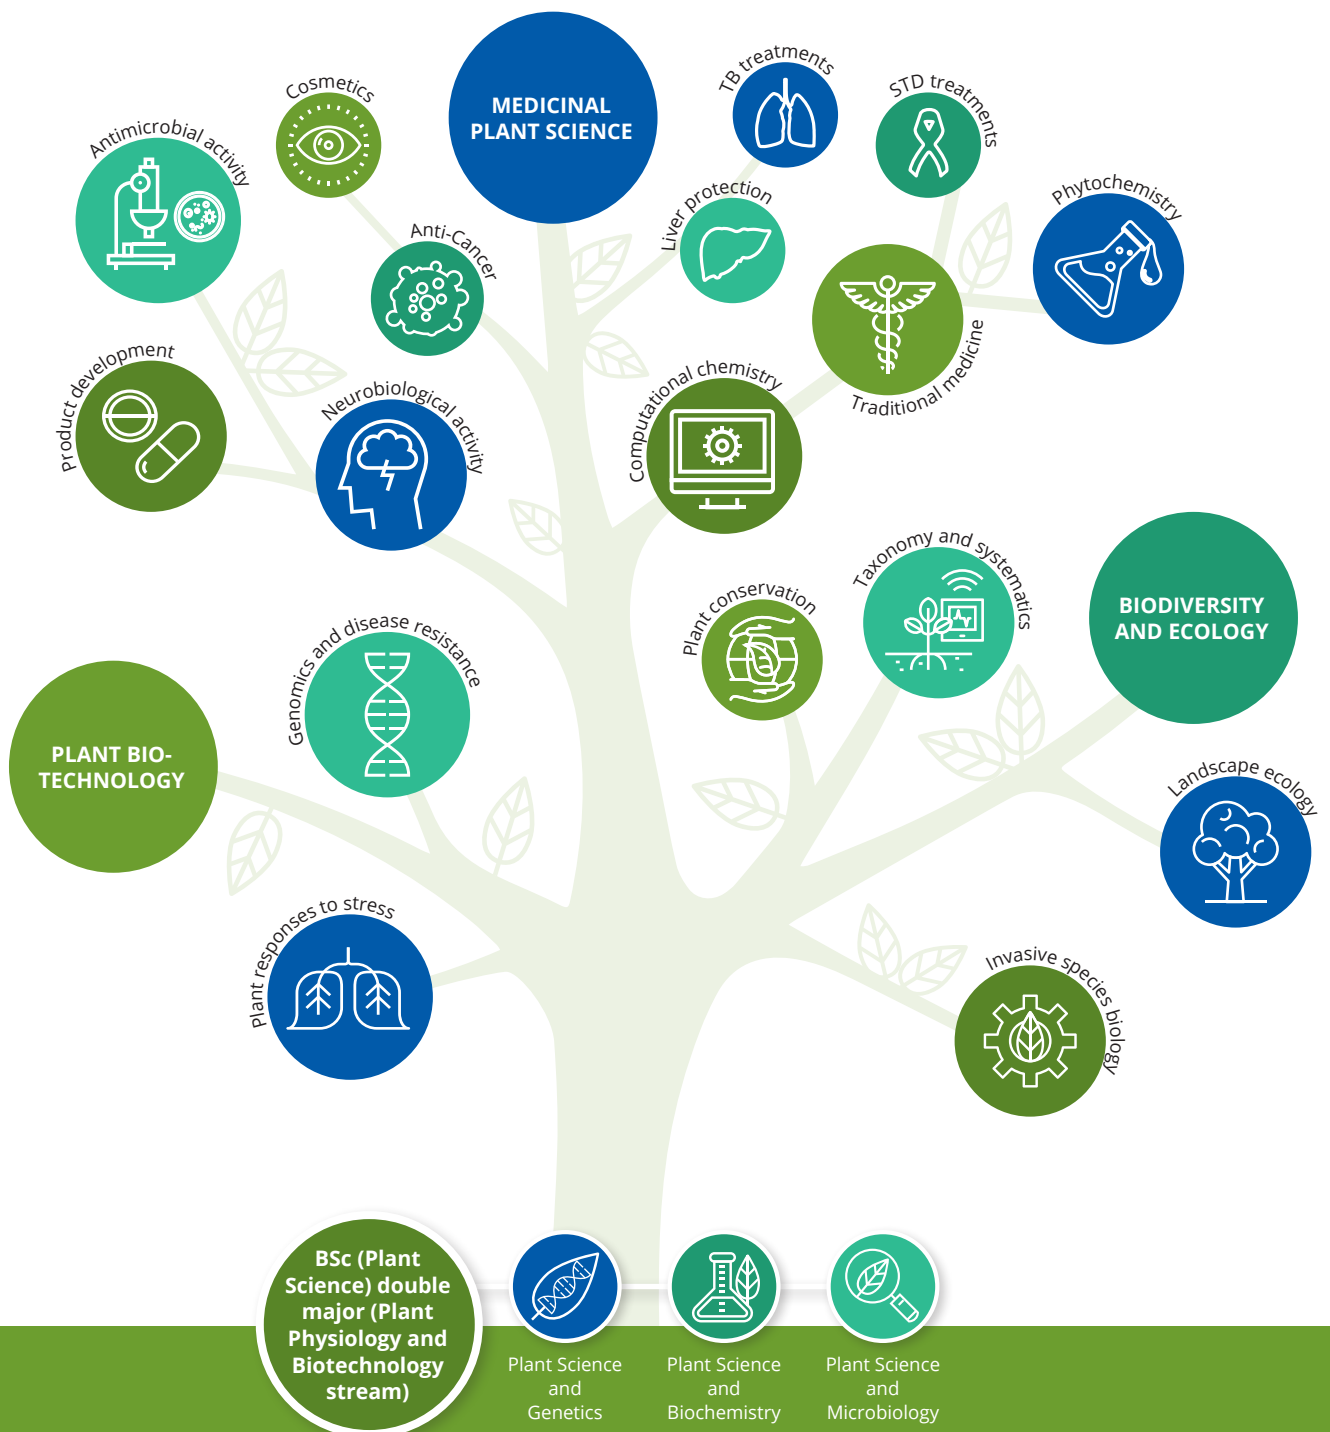 MEDICINAL
PLANT SCIENCE
TB treatments
STD treatments
Cosmetics
Antimicrobial activity
Liver protection
Phytochemistry
Anti-Cancer
Traditional medicine
Product development
Neurobiological activity
Computational chemistry
Taxonomy and systematics
Plant conservation
BIODIVERSITY
AND ECOLOGY
Genomics and disease resistance
PLANT BIO-
TECHNOLOGY
Landscape ecology
Plant responses to stress
Invasive species biology
BSc (Plant
Science) double
major (Plant
Physiology and
Biotechnology
stream)
Plant Science
and
Genetics
Plant Science
and
Biochemistry
Plant Science
and
Microbiology